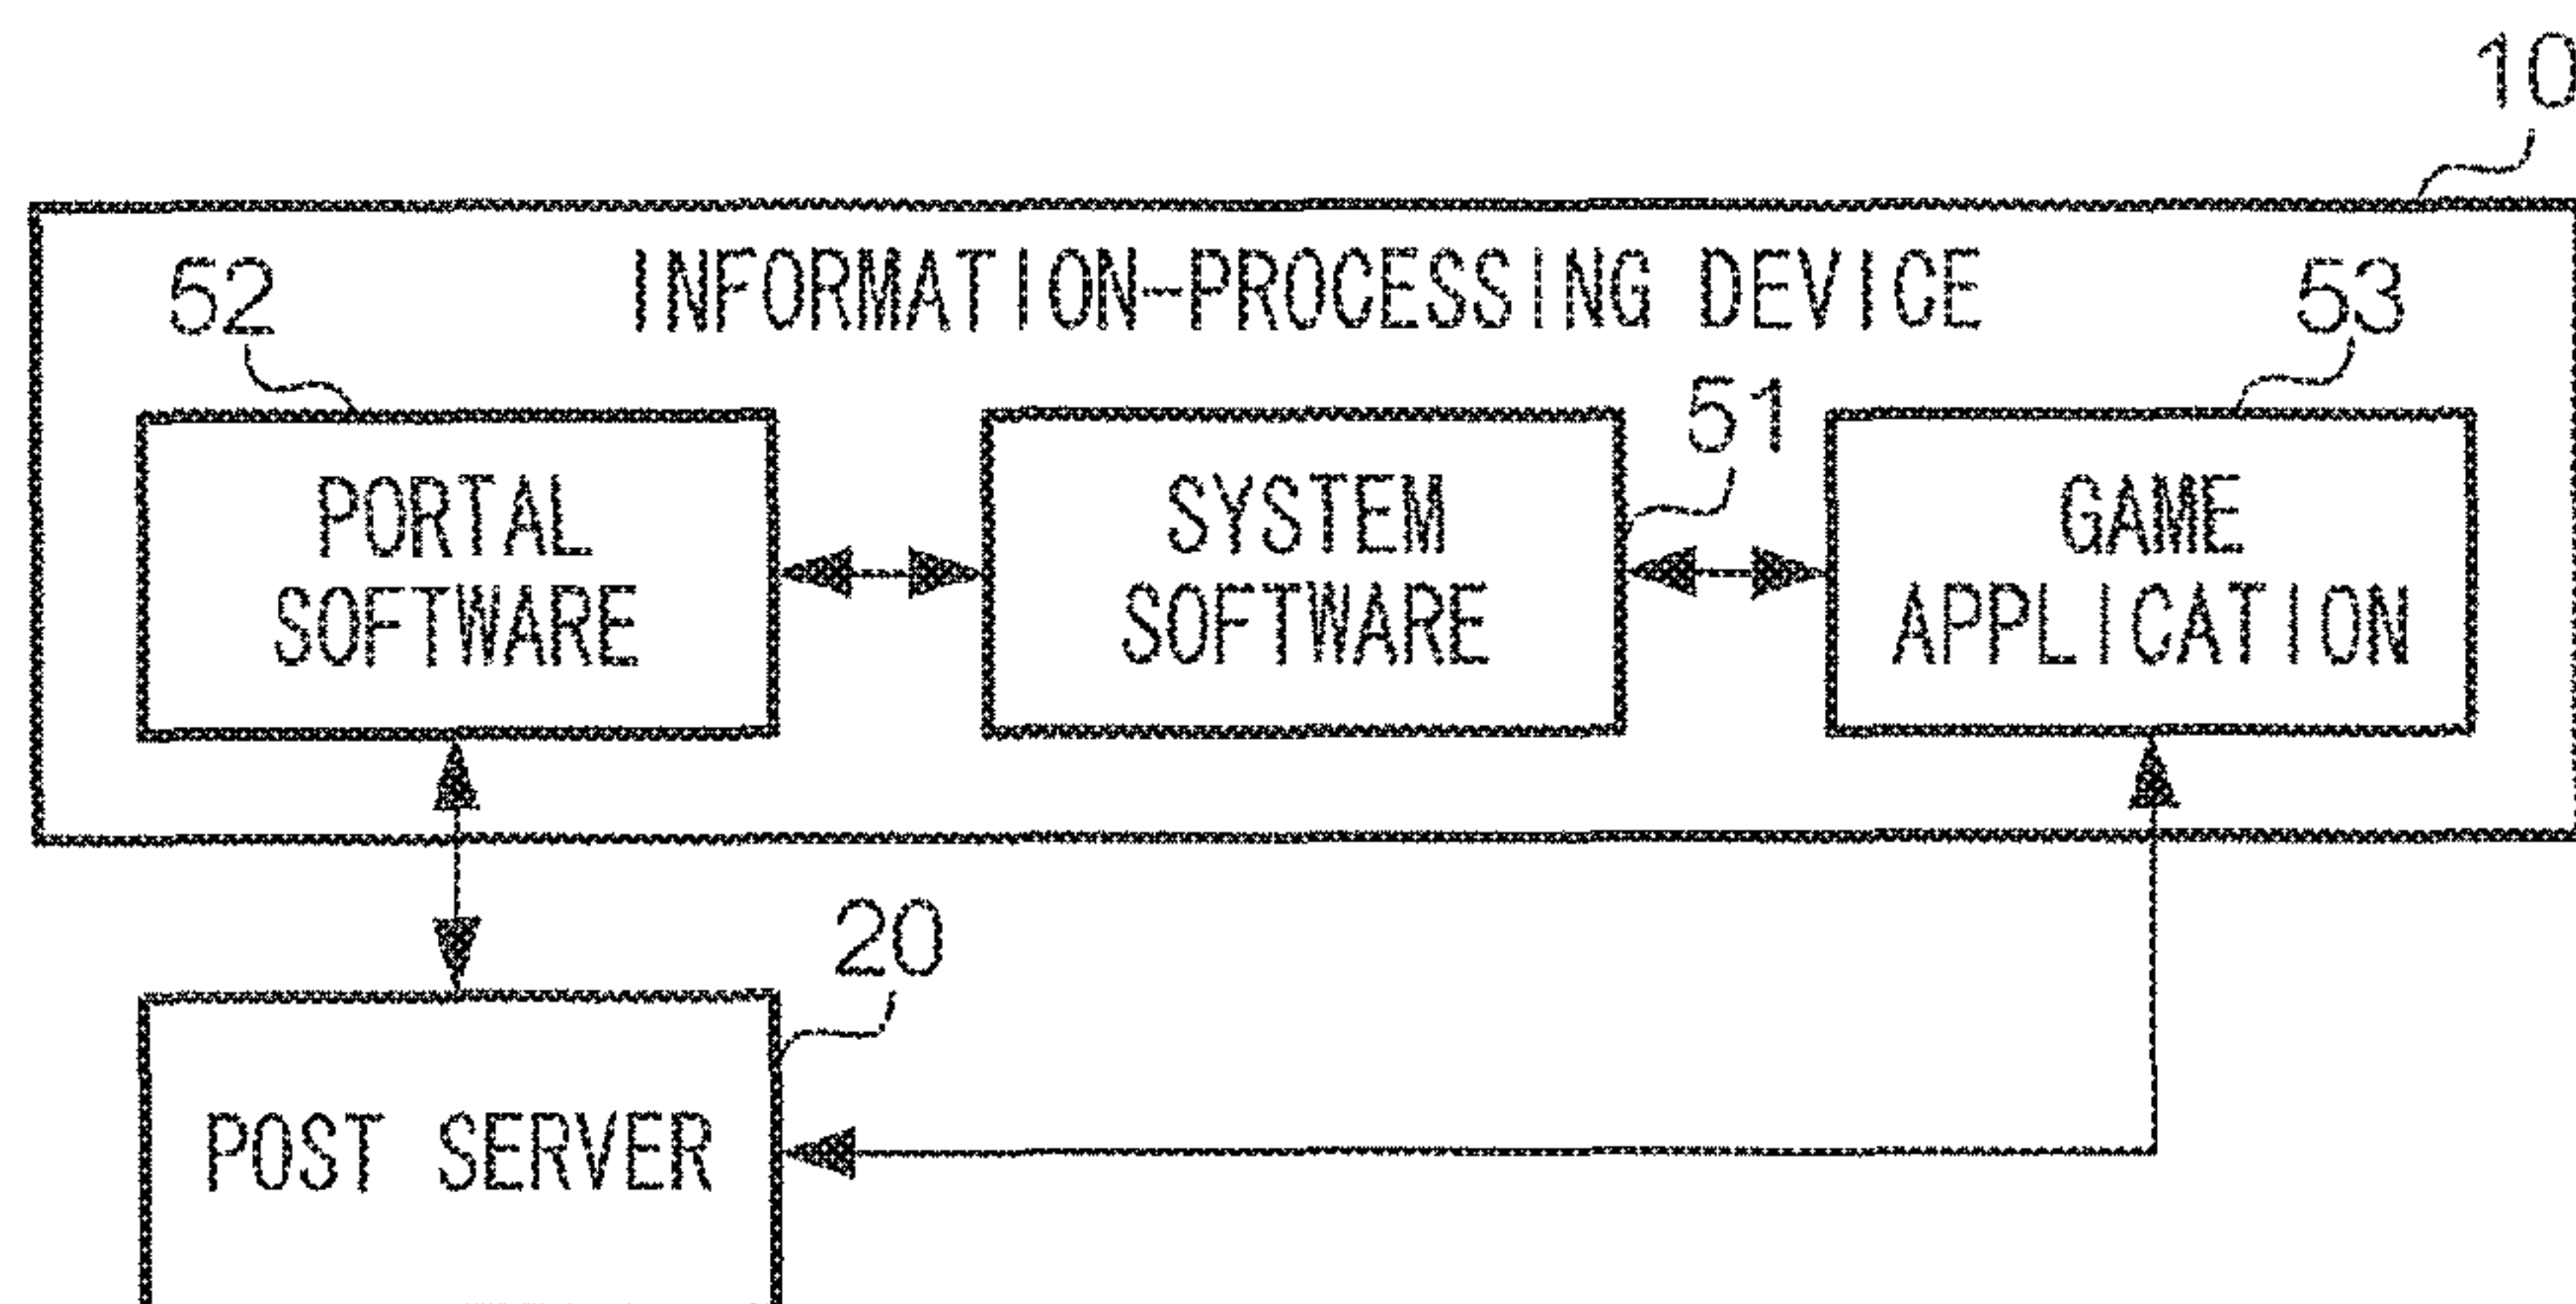 10
INFORMATION-PROCESSING DEVICE
52
53
51
PORTAL
SOFTWARE
SYSTEM
SOFTWARE
GAME
APPLICATION
20
POST SERVER